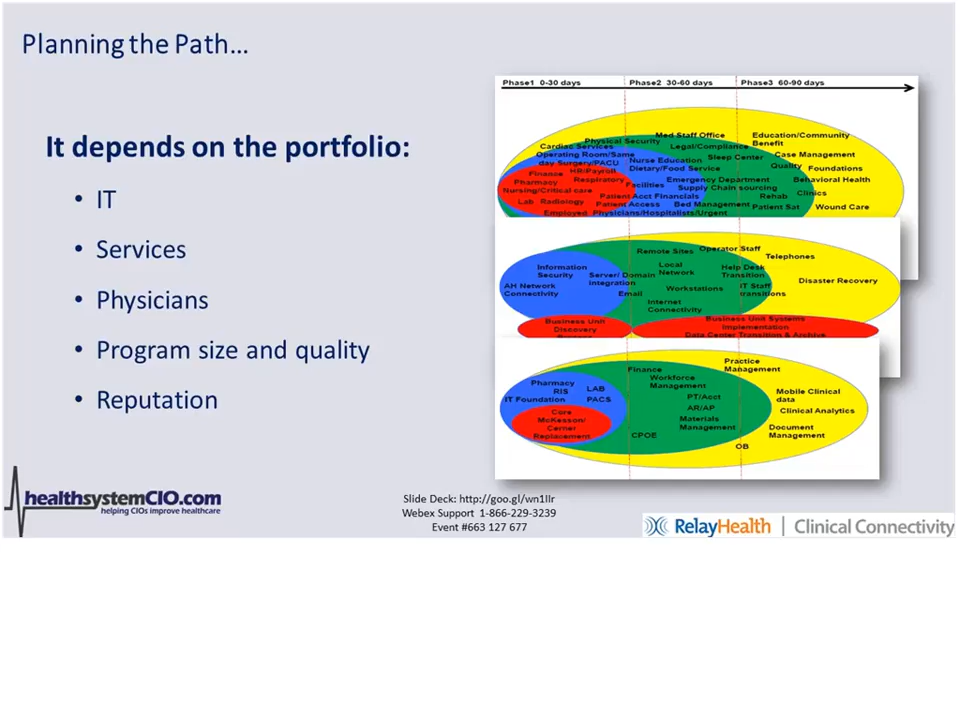 Planning the Path...
It depends on the portfolio:
• IT
• Services
• Physicians
• Program size and quality
• Reputation
Phase1 0-30 days
Phase2 30-60 days
Phase3 60-90 days
Med Staff Office
Education/Community
Benefit
Physical Security
Cardiac Services
Legal/Compliance
Operating Room/Same
day Surgery/PACU
Nurse Education
Sleep Center
Case Management
Quality
Foundations
HR/Payroll
Finance
Dietary/Food Service
Respiratory
Pharmacy
Emergency Department
Behavioral Health
Facilities
Supply Chain sourcing
Nursing/Critical care
Patient Acct Financials
Rehab
Clinics
Lab
Radiology
Patient Access
Bed Management
Patient Sat
Wound Care
Employed Physicians/Hospitalists/Urgent
Remote Sites
Operator Staff
Telephones
Information
Security
Local
Network
Help Desk
Transition
Server/ Domain
Integration
Disaster Recovery
AH Network
Connectivity
Email
Workstations
IT Staff
transitions
Internet
Connectivity
Business Unit
Discovery
Business Unit Systems
Implementation
Data Center Transition & Archive
Practice
Management
Finance
Workforce
Management
Pharmacy
RIS
LAB
IT Foundation
PACS
PT/Acct
Mobile Clinical
data
AR/AP
Clinical Analytics
Core
McKesson/
Cerner
Replacement
Materials
Management
Document
Management
CPOE
OB
healthsystemCIO.com
helping CIOs improve healthcare
Slide Deck: http://goo.gl/wn1llr
Webex Support 1-866-229-3239
Event #663 127 677
RelayHealth | Clinical Connectivity